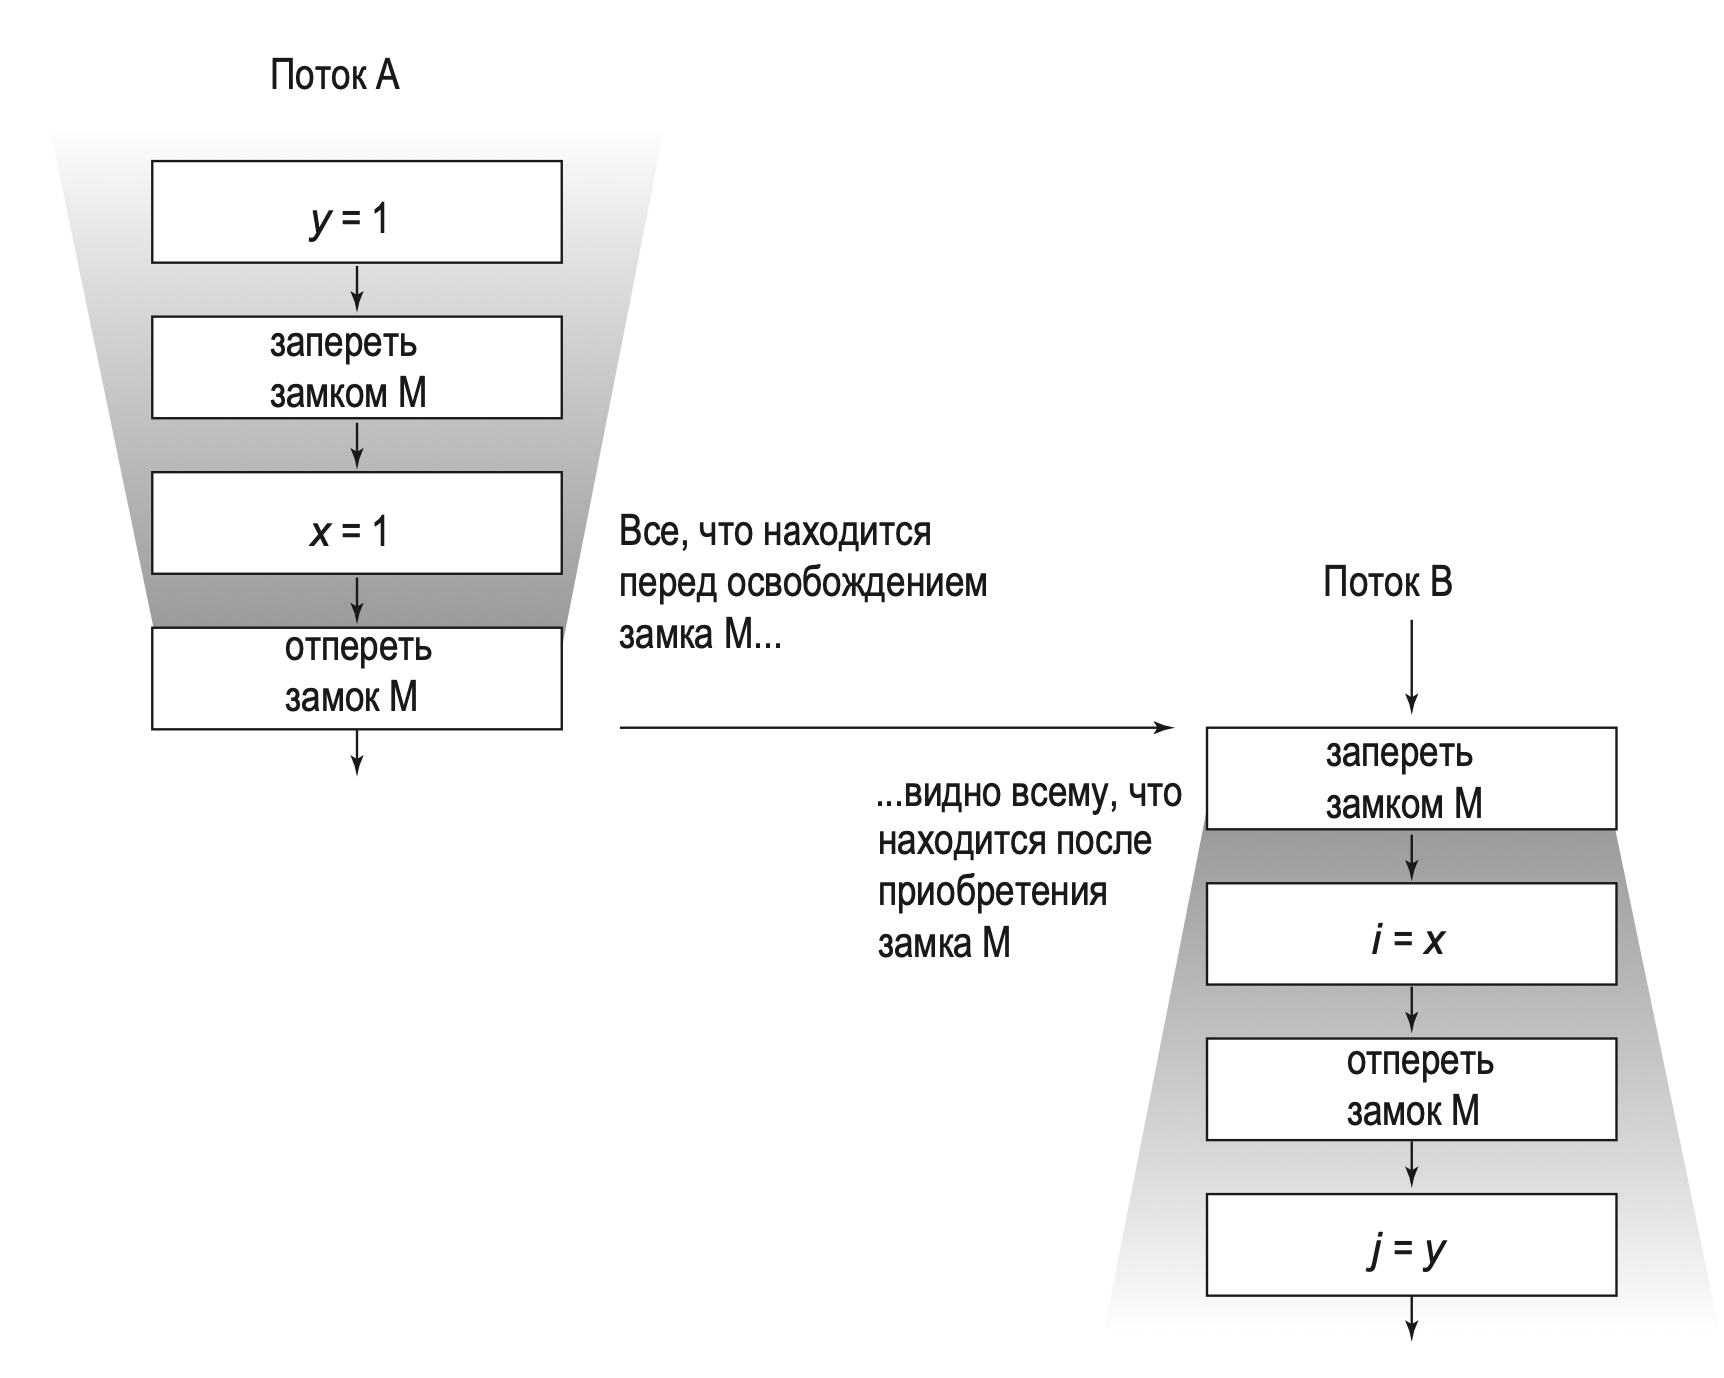 Поток A
y = 1
запереть
замком M
x = 1
отпереть
замок M
Все, что находится
перед освобождением
замка M...
Поток B
запереть
замком M
...видно всему, что
находится после
приобретения
замка M
i = x
отпереть
замок M
j = y